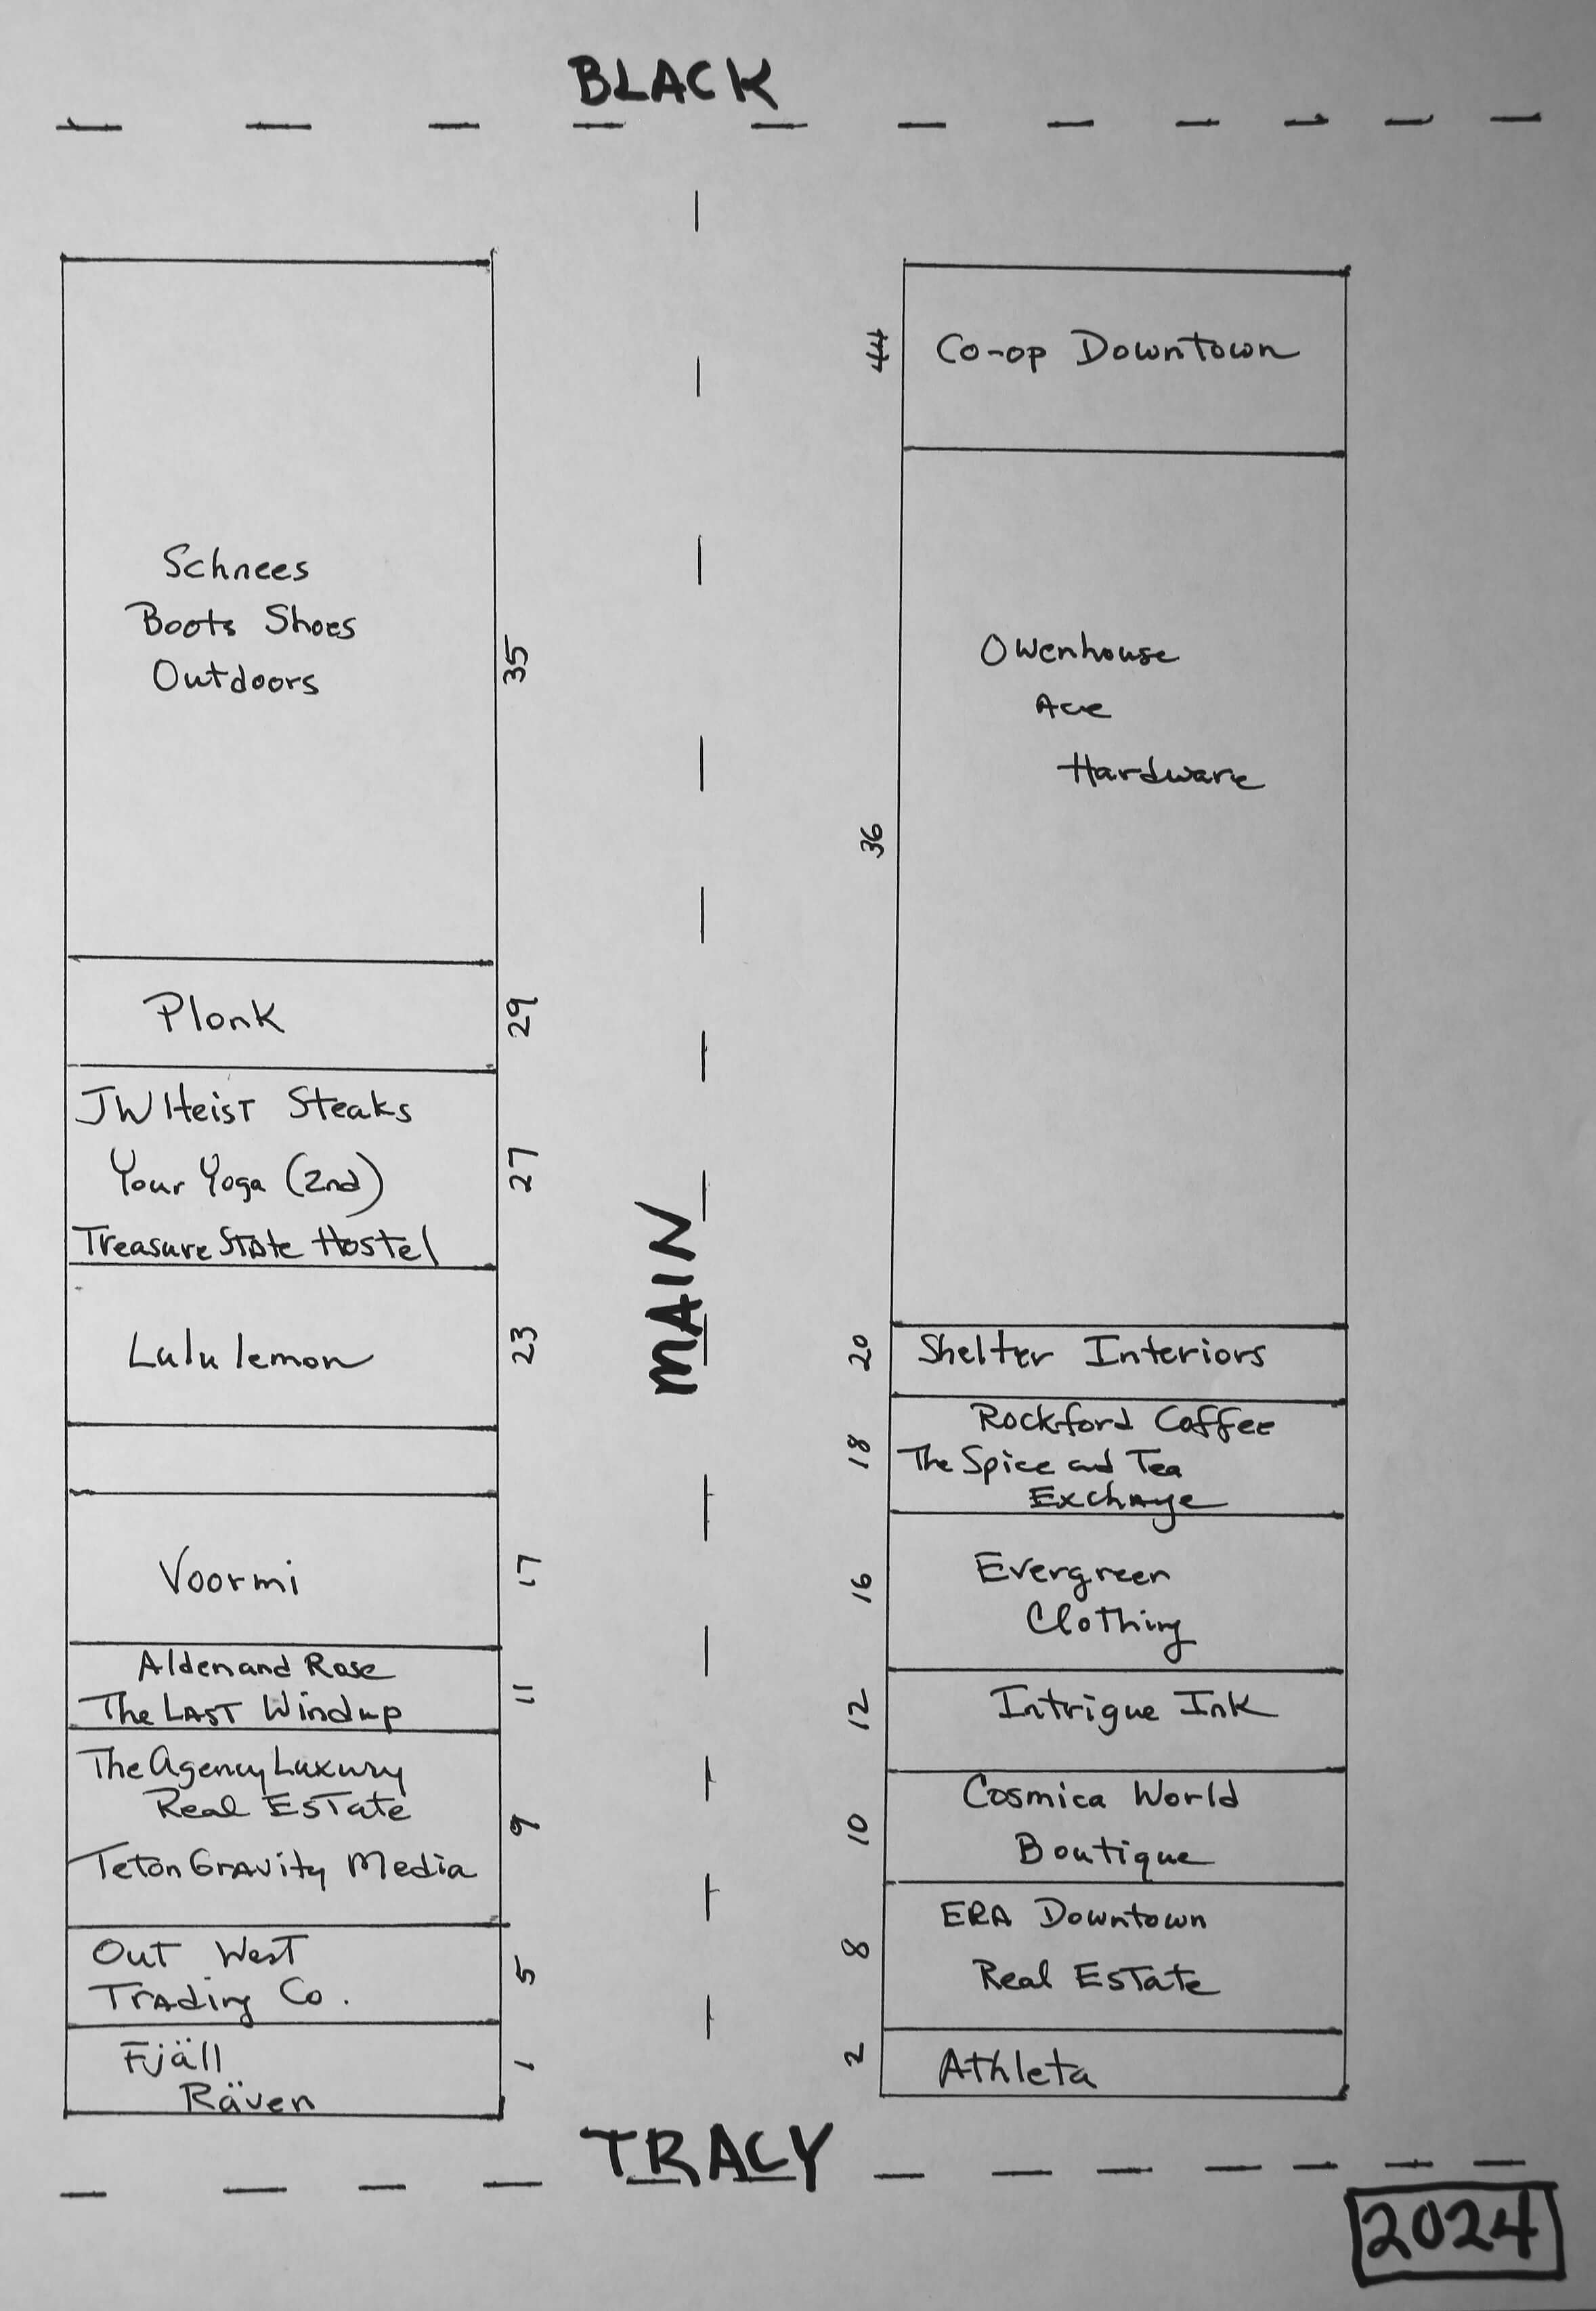 BLACK
Schnees
Boots Shoes
Outdoors
35
Plonk
29
JW Heist Steaks
Your Yoga (2nd)
Treasure State Hostel
27
Lululemon
23
Voormi
17
Alden and Rose
The LAST Windup
11
The Agency Luxury
Real Estate
Teton Gravity Media
9
Out West
Trading Co.
5
Fjäll
Räven
1
MAIN
44
Co-op Downtown
Owenhouse
Ace
Hardware
36
20
Shelter Interiors
18
Rockford Coffee
The Spice and Tea
Exchange
16
Evergreen
Clothing
12
Intrigue Ink
10
Cosmica World
Boutique
8
ERA Downtown
Real Estate
2
Athleta
TRACY
2024